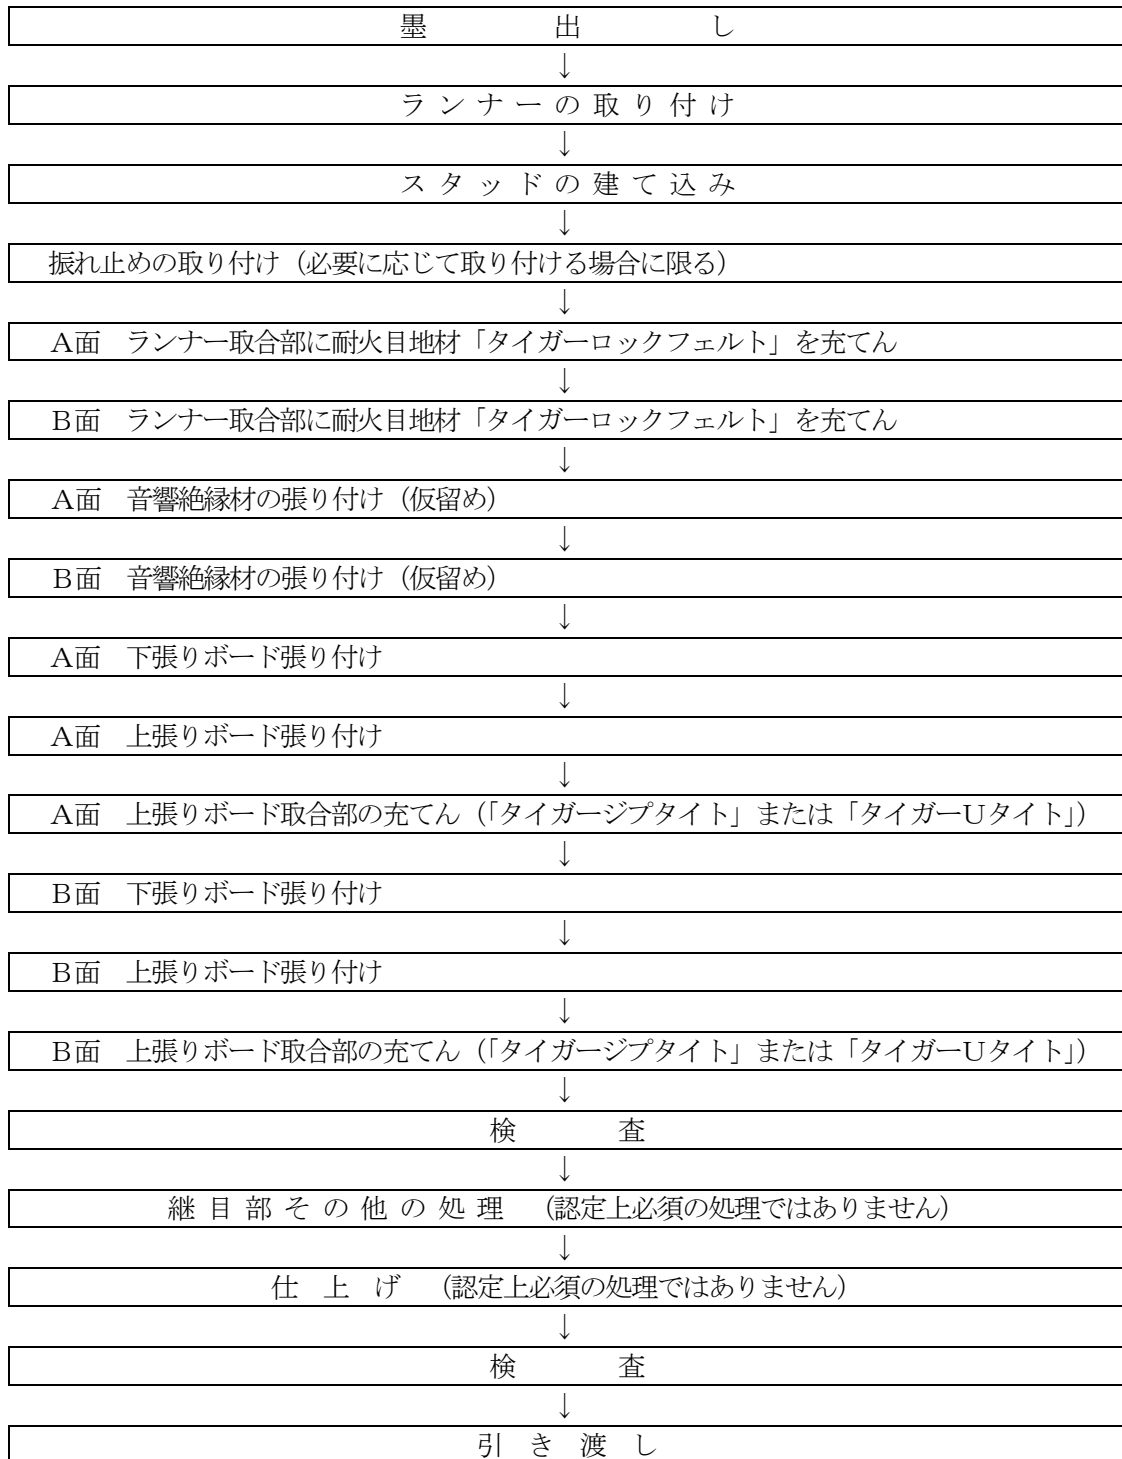 墨出し
↓
ランナーの取り付け
↓
スタッドの建て込み
↓
振れ止めの取り付け（必要に応じて取り付ける場合に限る）
↓
A面　ランナー取合部に耐火目地材「タイガーロックフェルト」を充てん
↓
B面　ランナー取合部に耐火目地材「タイガーロックフェルト」を充てん
↓
A面　音響絶縁材の張り付け（仮留め）
↓
B面　音響絶縁材の張り付け（仮留め）
↓
A面　下張りボード張り付け
↓
A面　上張りボード張り付け
↓
A面　上張りボード取合部の充てん（「タイガージプタイト」または「タイガーUタイト」）
↓
B面　下張りボード張り付け
↓
B面　上張りボード張り付け
↓
B面　上張りボード取合部の充てん（「タイガージプタイト」または「タイガーUタイト」）
↓
検査
↓
継目部その他の処理　（認定上必須の処理ではありません）
↓
仕上げ　（認定上必須の処理ではありません）
↓
検査
↓
引き渡し